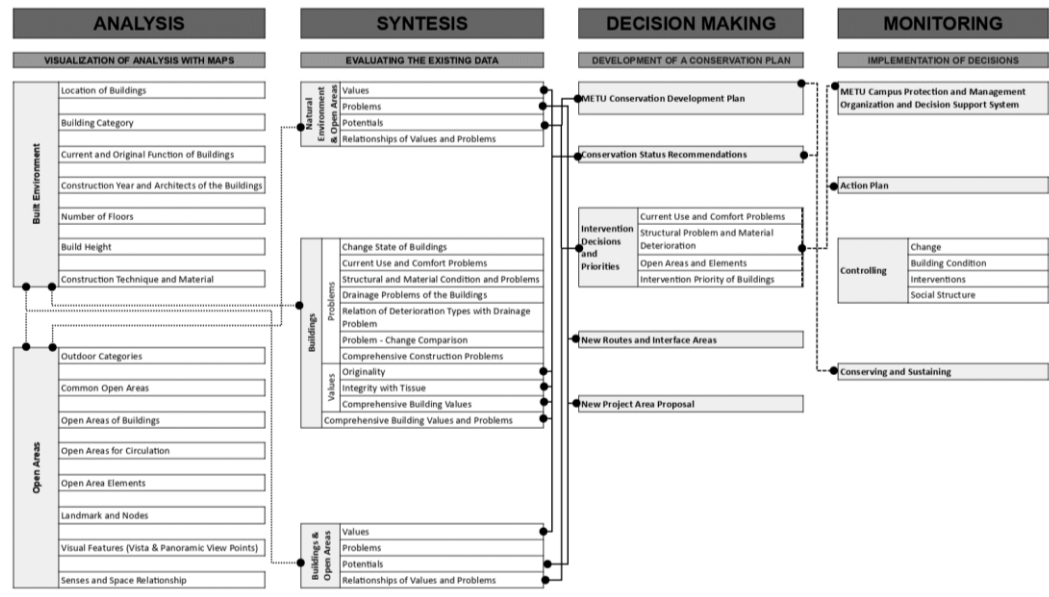 ANALYSIS
VISUALIZATION OF ANALYSIS WITH MAPS
Built Environment
Location of Buildings
Building Category
Current and Original Function of Buildings
Construction Year and Architects of the Buildings
Number of Floors
Build Height
Construction Technique and Material
Open Areas
Outdoor Categories
Common Open Areas
Open Areas of Buildings
Open Areas for Circulation
Open Area Elements
Landmark and Nodes
Visual Features (Vista & Panoramic View Points)
Senses and Space Relationship
SYNTESIS
EVALUATING THE EXISTING DATA
Natural
Environment
& Open Areas
Values
Problems
Potentials
Relationships of Values and Problems
Buildings
Problems
Change State of Buildings
Current Use and Comfort Problems
Structural and Material Condition and Problems
Drainage Problems of the Buildings
Relation of Deterioration Types with Drainage
Problem
Problem - Change Comparison
Comprehensive Construction Problems
Values
Originality
Integrity with Tissue
Comprehensive Building Values
Comprehensive Building Values and Problems
Buildings &
Open Areas
Values
Problems
Potentials
Relationships of Values and Problems
DECISION MAKING
DEVELOPMENT OF A CONSERVATION PLAN
METU Conservation Development Plan
Conservation Status Recommendations
Intervention
Decisions
and
Priorities
Current Use and Comfort Problems
Structural Problem and Material
Deterioration
Open Areas and Elements
Intervention Priority of Buildings
New Routes and Interface Areas
New Project Area Proposal
MONITORING
IMPLEMENTATION OF DECISIONS
METU Campus Protection and Management
Organization and Decision Support System
Action Plan
Controlling
Change
Building Condition
Interventions
Social Structure
Conserving and Sustaining